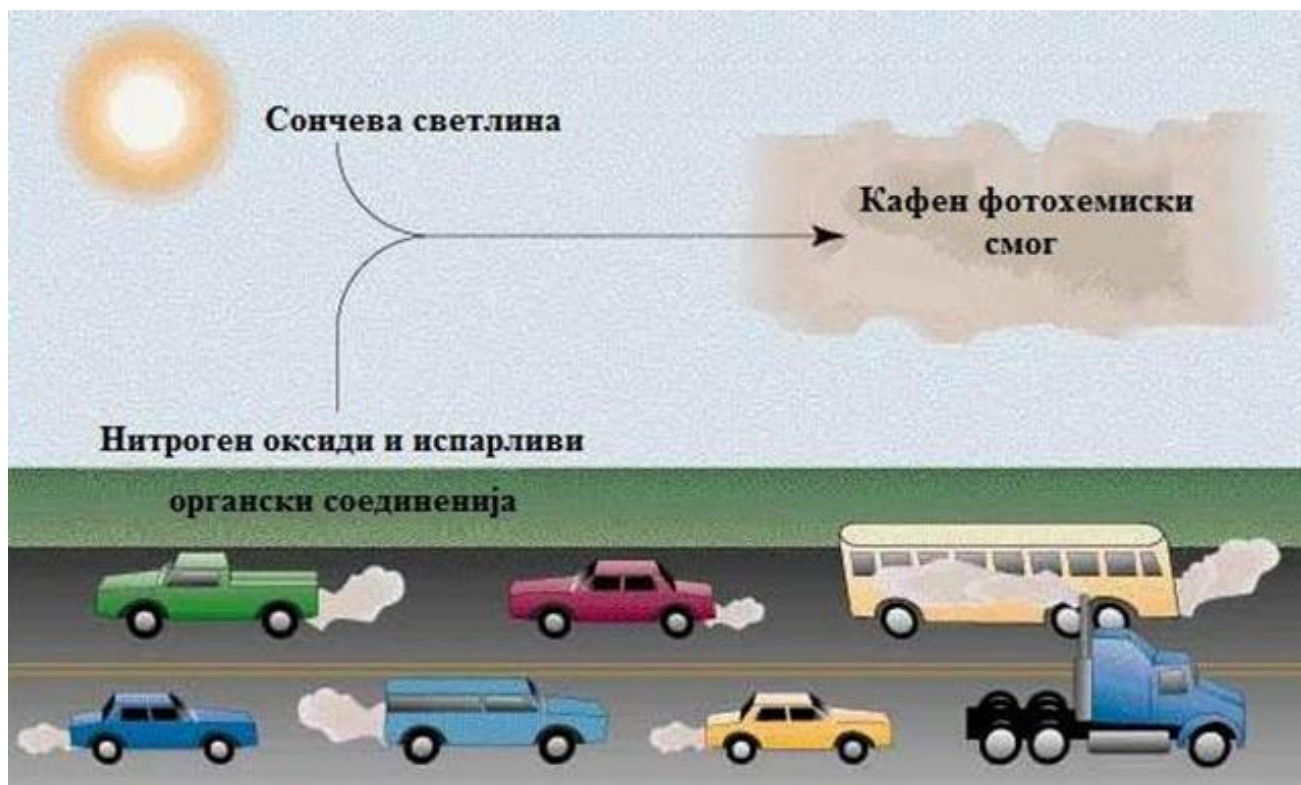 Сончева светлина
Кафен фотохемиски
смог
Нитроген оксиди и испарливи
органски соединенија